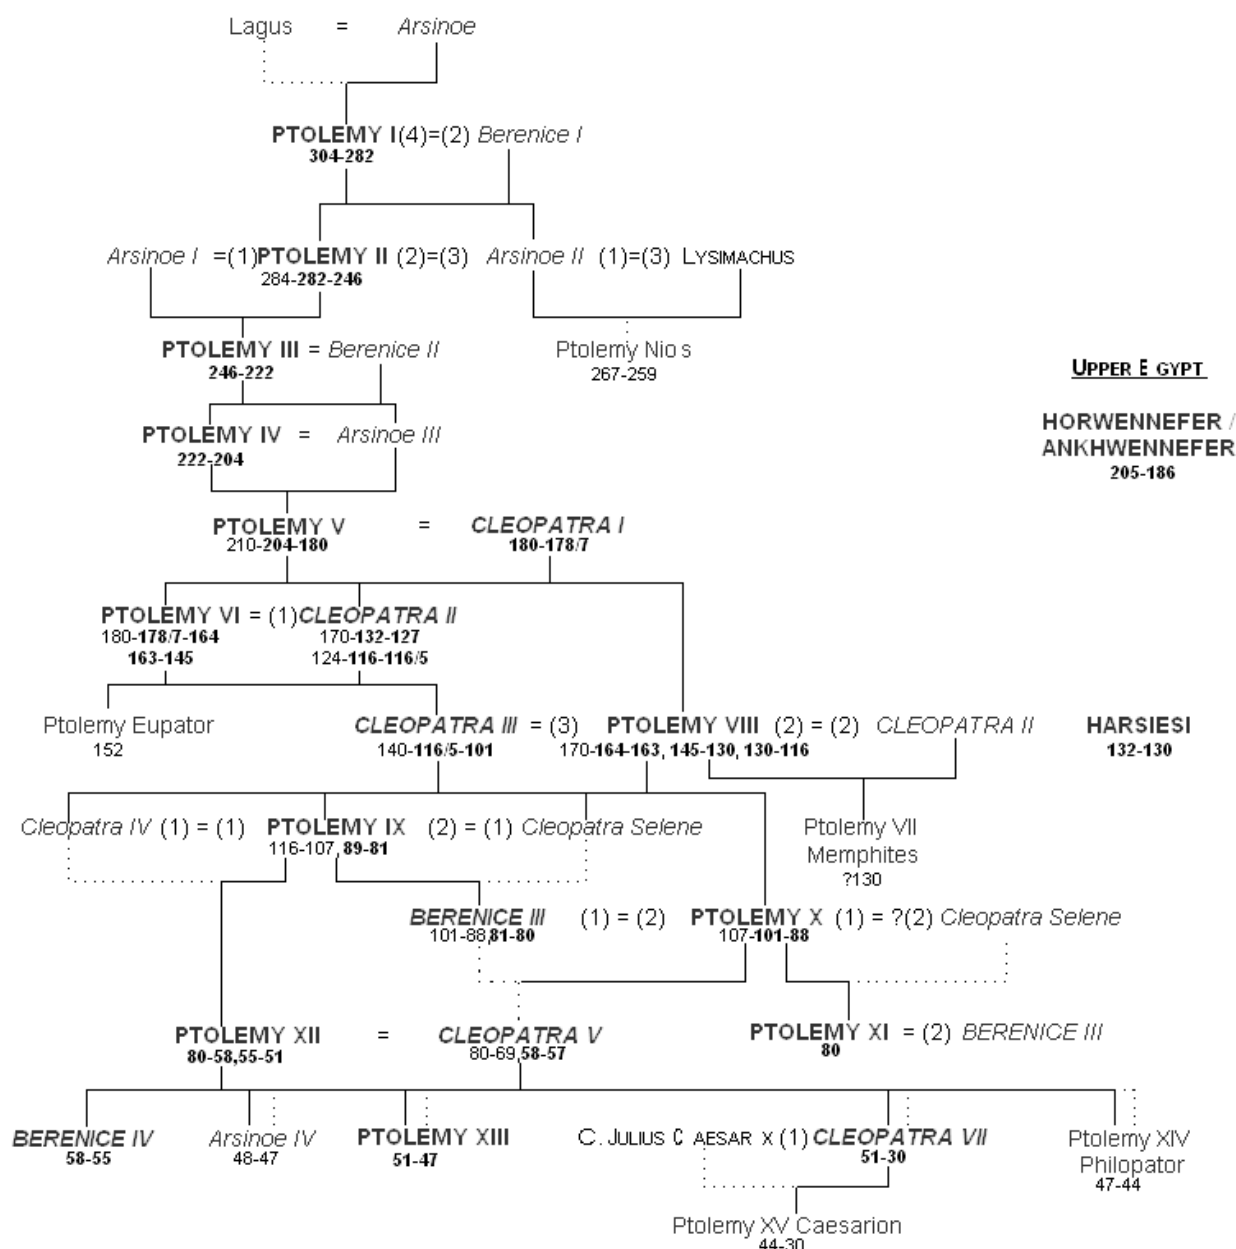 Lagus = Arsinoe
PTOLEMY I(4)=(2) Berenice I
304-282
Arsinoe I =(1)PTOLEMY II (2)=(3) Arsinoe II (1)=(3) LYSIMACHUS
284-282-246
PTOLEMY III = Berenice II
246-222
Ptolemy Nios
267-259
UPPER EGYPT
HORWENNEFER /
ANKHWENNEFER
205-186
PTOLEMY IV = Arsinoe III
222-204
PTOLEMY V = CLEOPATRA I
210-204-180 180-178/7
PTOLEMY VI = (1)CLEOPATRA II
180-178/7-164 170-132-127
163-145 124-116-116/5
Ptolemy Eupator CLEOPATRA III = (3) PTOLEMY VIII (2) = (2) CLEOPATRA II HARSIESI
152 140-116/5-101 170-164-163, 145-130, 130-116 132-130
Cleopatra IV (1) = (1) PTOLEMY IX (2) = (1) Cleopatra Selene
116-107, 89-81
Ptolemy VII
Memphites
?130
BERENICE III (1) = (2) PTOLEMY X (1) = ?(2) Cleopatra Selene
101-88,81-80 107-101-88
PTOLEMY XII = CLEOPATRA V
80-58,55-51 80-69,58-57
PTOLEMY XI = (2) BERENICE III
80
BERENICE IV Arsinoe IV PTOLEMY XIII C. JULIUS CAESAR x (1) CLEOPATRA VII
58-55 48-47 51-47 51-30
Ptolemy XIV
Philopator
47-44
Ptolemy XV Caesarion
44-30